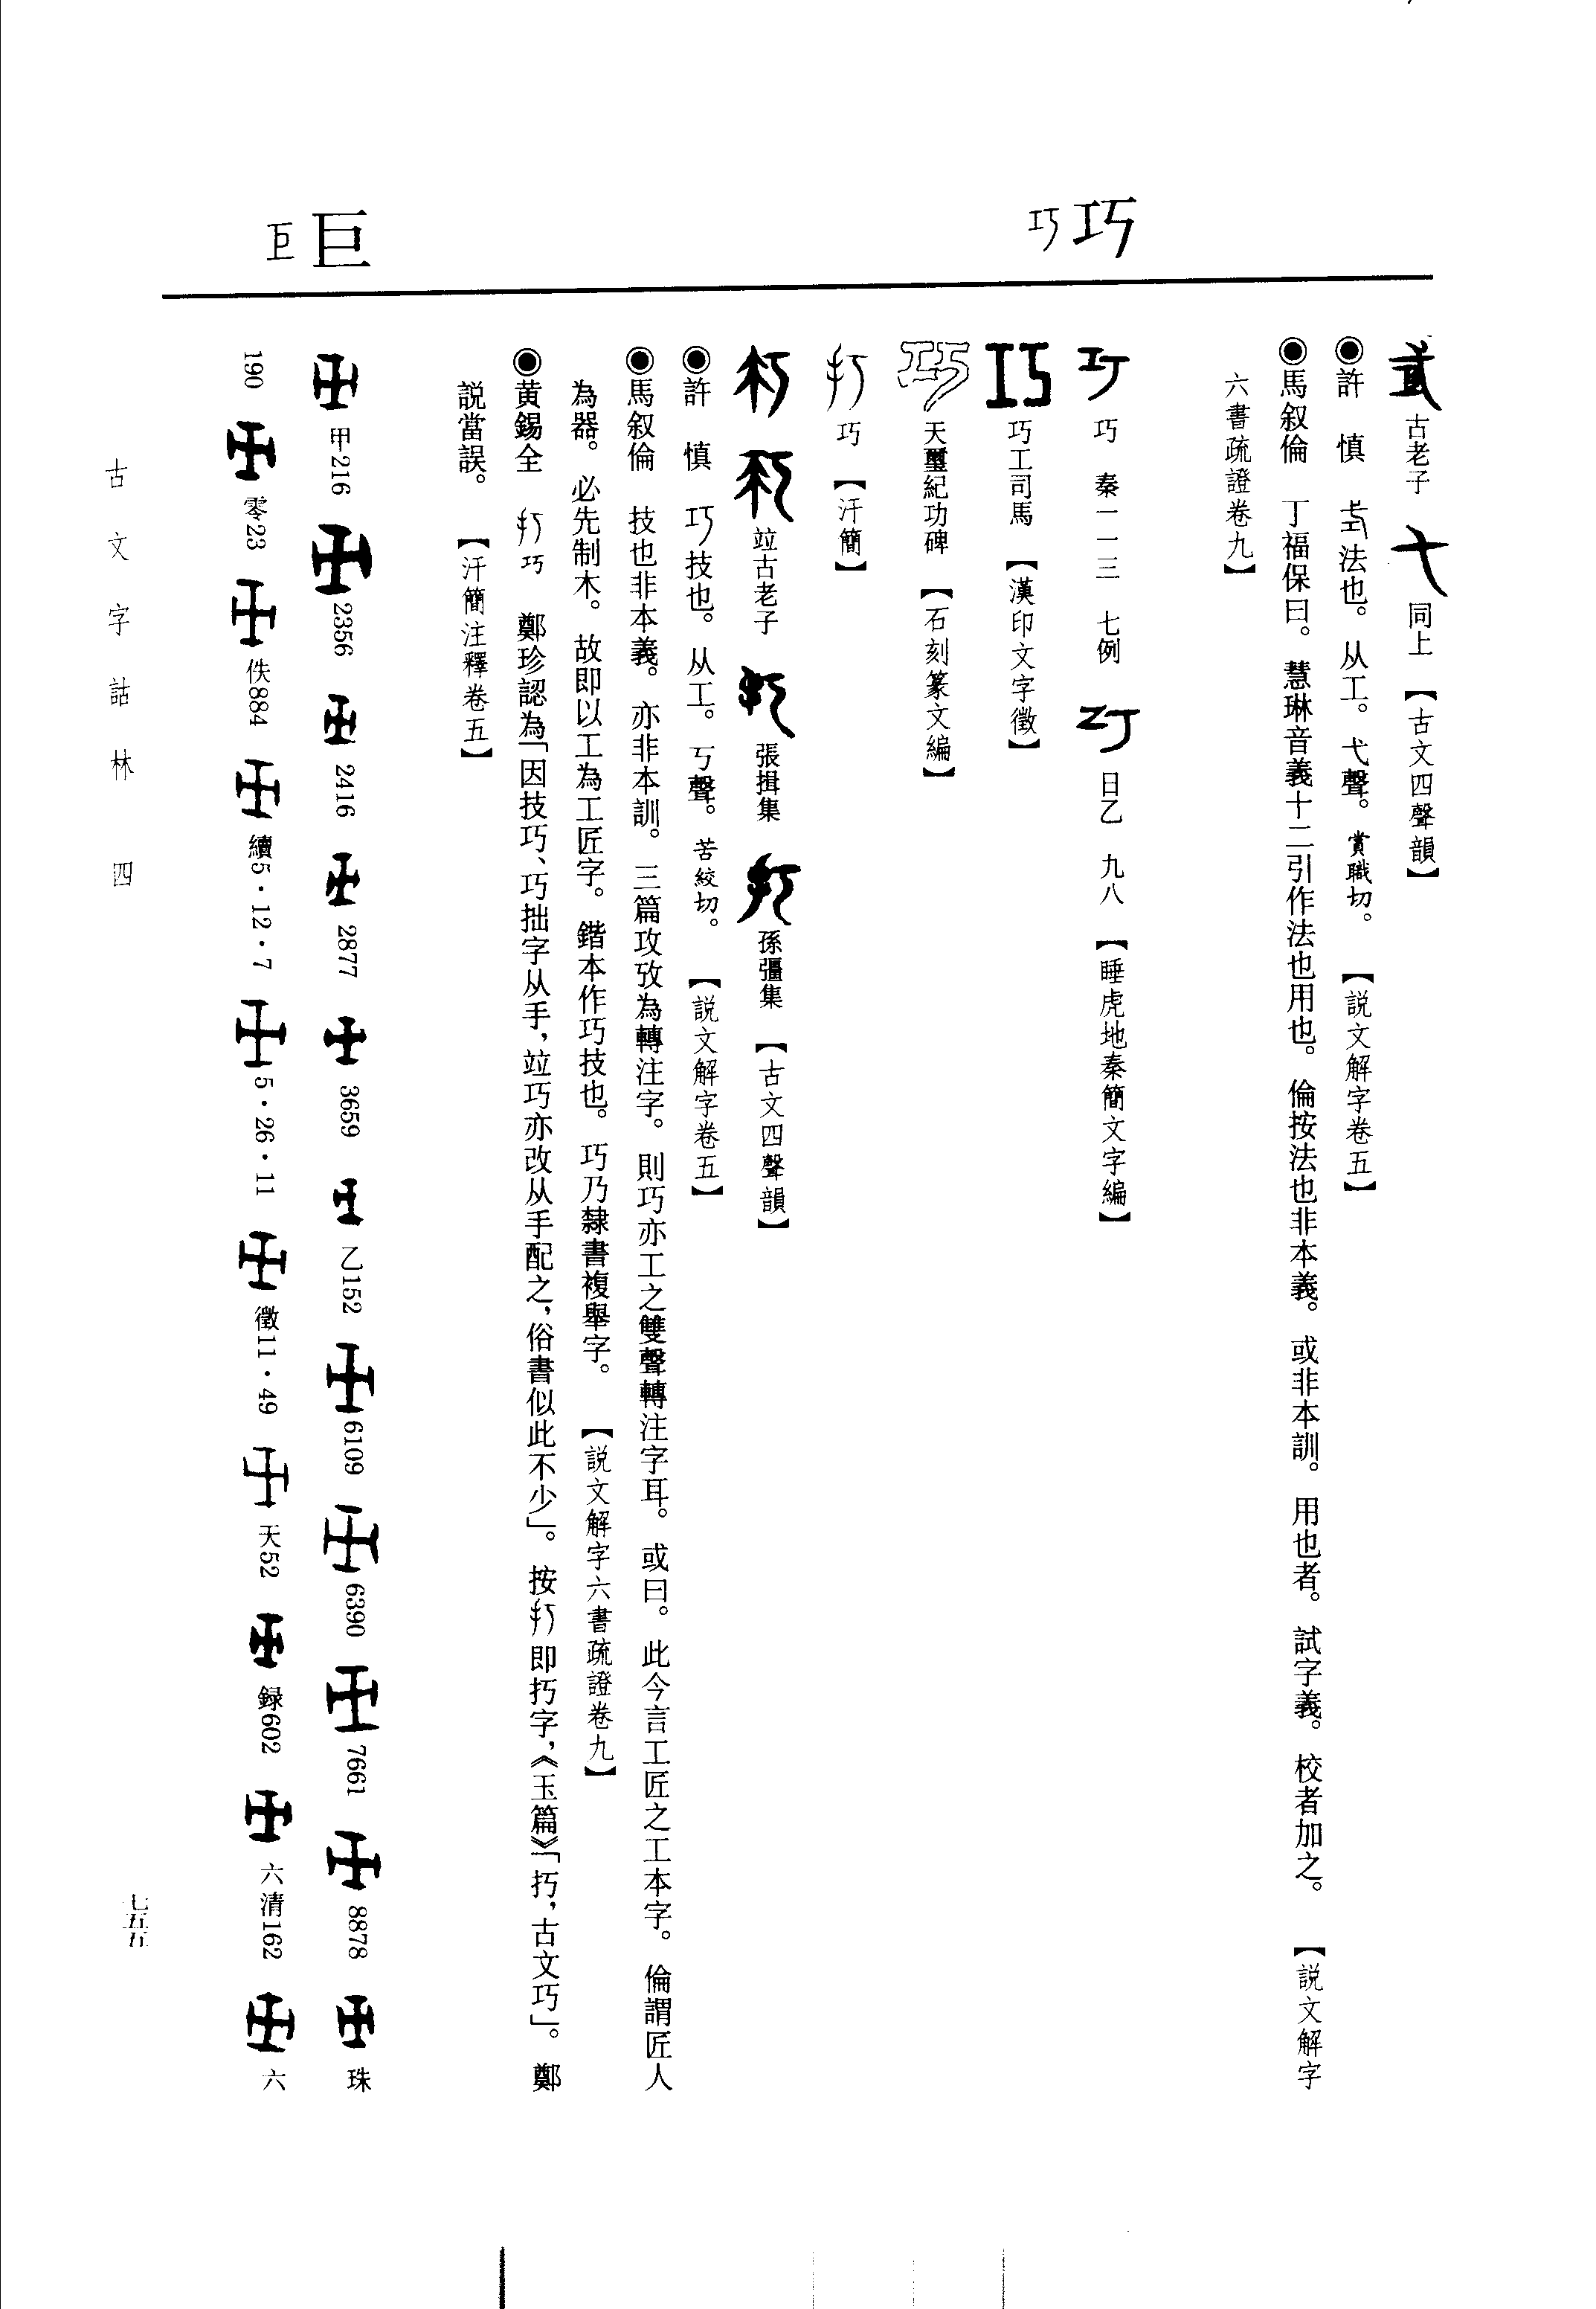 巧 巧
巨 巨
古老子 同上 【古文四聲韻】
◉許 慎 法也。从工。弋聲。賞職切。 【説文解字卷五】
◉馬叙倫 丁福保曰。慧琳音義十二引作法也用也。倫按法也非本義。或非本訓。用也者。試字義。校者加之。 【説文解字
六書疏證卷九】
巧 秦一一三 七例 日乙 九八 【睡虎地秦簡文字編】
巧工司馬 【漢印文字徵】
天璽紀功碑 【石刻篆文編】
巧 【汗簡】
竝古老子 張揖集 孫彊集 【古文四聲韻】
◉許 慎 巧技也。从工。丂聲。苦絞切。 【説文解字卷五】
◉馬叙倫 技也非本義。亦非本訓。三篇攻攷為轉注字。則巧亦工之雙聲轉注字耳。或曰。此今言工匠之工本字。倫謂匠人
為器。必先制木。故即以工為工匠字。鍇本作巧技也。巧乃隸書複舉字。 【説文解字六書疏證卷九】
◉黄錫全 巧 鄭珍認為「因技巧、巧拙字从手,竝巧亦改从手配之,俗書似此不少」。按即扝字,《玉篇》「扝,古文巧」。鄭
説當誤。 【汗簡注釋卷五】
甲216 2356 2416 2877 3659 乙152 6109 6390 7661 8878 珠
190 零23 佚884 續5·12·7 5·26·11 徵11·49 天52 録602 六清162 六
古文字詁林 四
七五五